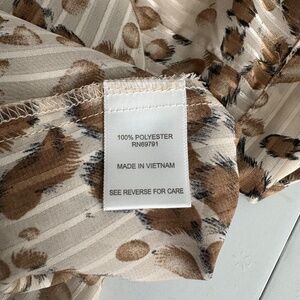 100% POLYESTER
RN69791
MADE IN VIETNAM
SEE REVERSE FOR CARE